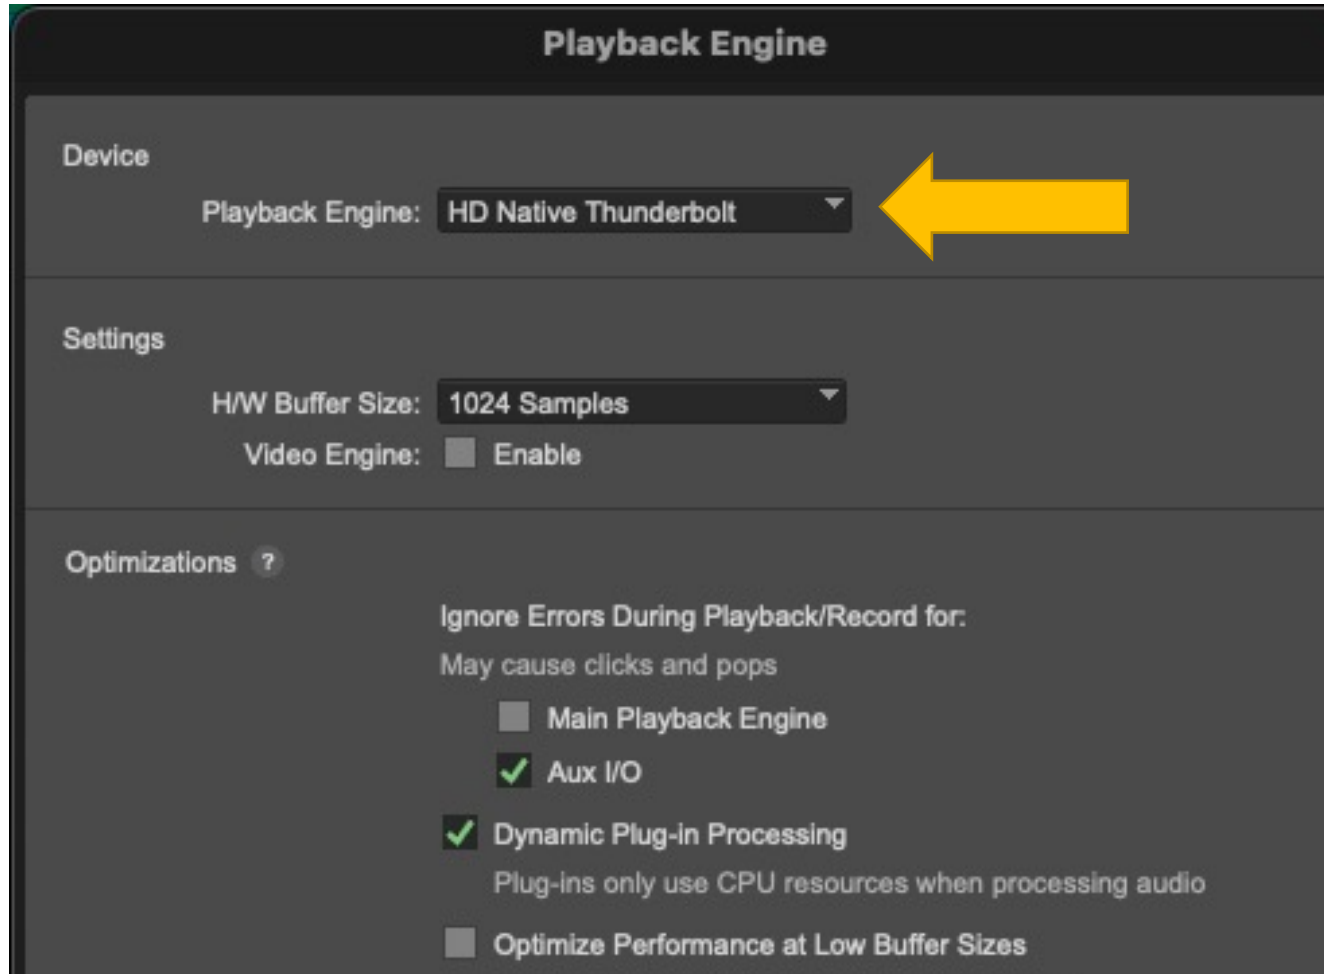 Playback Engine
Device
Playback Engine: HD Native Thunderbolt
Settings
H/W Buffer Size: 1024 Samples
Video Engine: Enable
Optimizations ?
Ignore Errors During Playback/Record for:
May cause clicks and pops
Main Playback Engine
Aux I/O
Dynamic Plug-in Processing
Plug-ins only use CPU resources when processing audio
Optimize Performance at Low Buffer Sizes